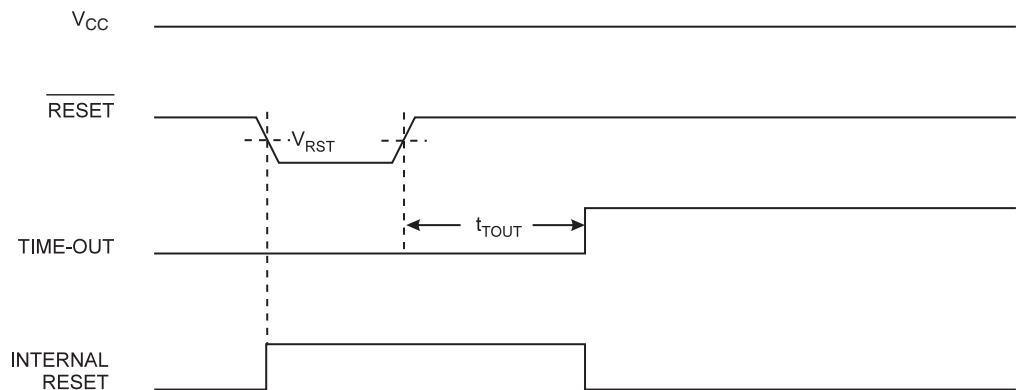 VCC
RESET
VRST
tTOUT
TIME-OUT
INTERNAL
RESET